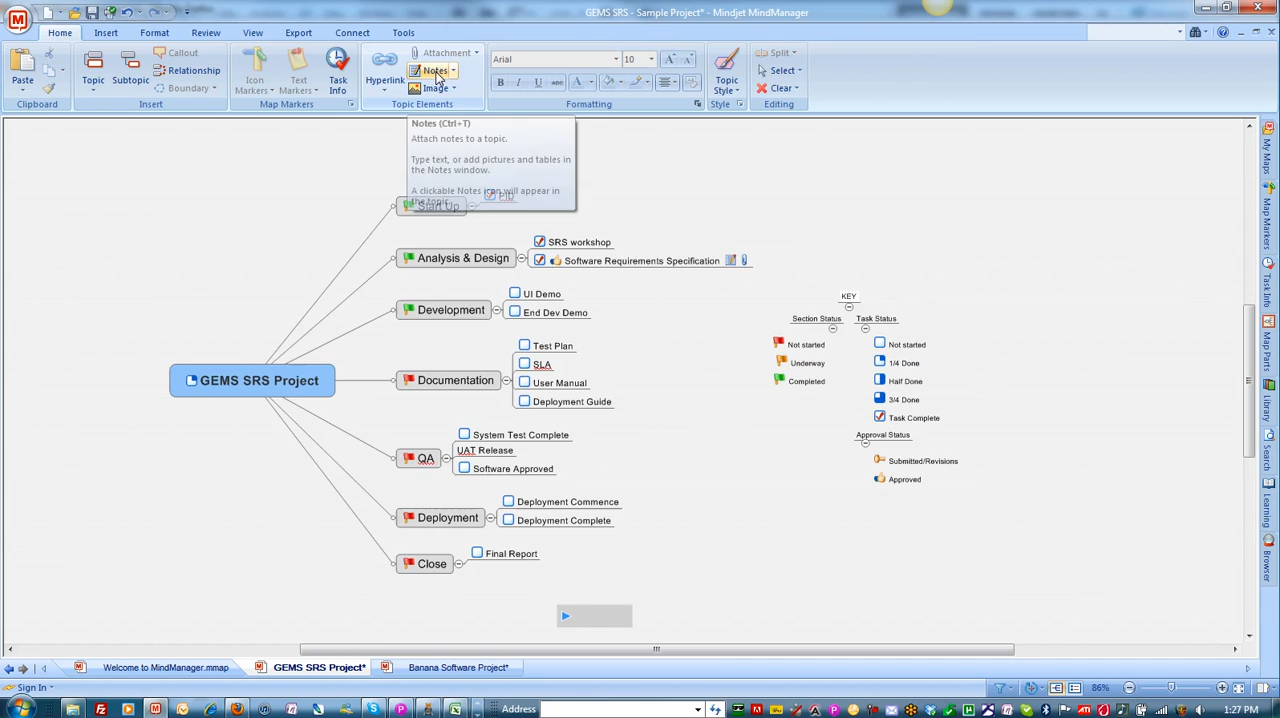 GEMS SRS - Sample Project* - Mindjet MindManager
Home Insert Format Review View Export Connect Tools
Paste
Clipboard
Topic Subtopic
Callout
Relationship
Boundary
Insert
Icon Markers
Text Markers
Task Info
Map Markers
Hyperlink
Attachment
Notes
Image
Topic Elements
Arial 10
B I U abc A
Formatting
Topic Style
Style
Split
Select
Clear
Editing
Notes (Ctrl+T)
Attach notes to a topic.
Type text, or add pictures and tables in
the Notes window.
A clickable Notes icon will appear in
the topic.
PID
Start Up
Analysis & Design
SRS workshop
Software Requirements Specification
Development
UI Demo
End Dev Demo
GEMS SRS Project
Documentation
Test Plan
SLA
User Manual
Deployment Guide
QA
System Test Complete
UAT Release
Software Approved
Deployment
Deployment Commence
Deployment Complete
Close
Final Report
KEY
Section Status Task Status
Not started
Underway
Completed
Not started
1/4 Done
Half Done
3/4 Done
Task Complete
Approval Status
Submitted/Revisions
Approved
My Maps
Map Markers
Task Info
Map Parts
Library
Search
Learning
Browser
Welcome to MindManager.mmap GEMS SRS Project* Banana Software Project*
Sign In
86%
Address
1:27 PM